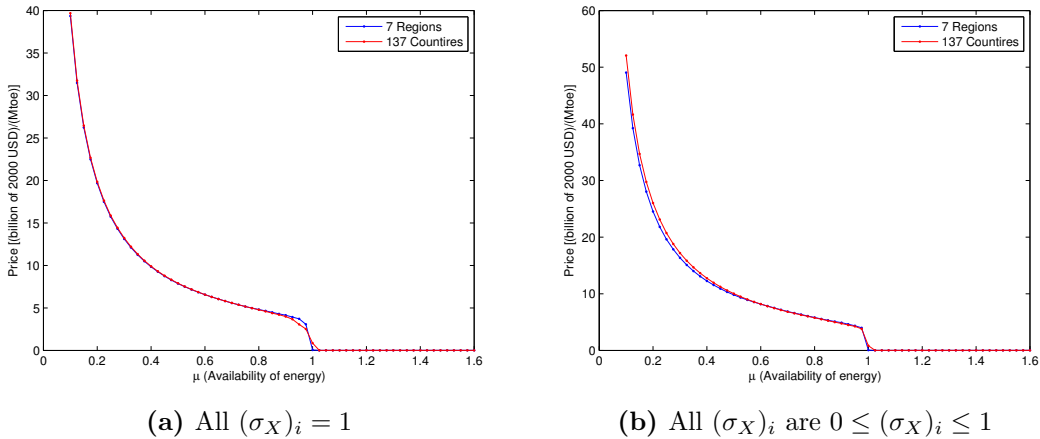 40
35
30
25
20
15
10
5
0
Price [(billion of 2000 USD)/(Mtoe)]
0 0.2 0.4 0.6 0.8 1 1.2 1.4 1.6
μ (Availability of energy)
7 Regions
137 Countires
(a) All (σ_X)_i = 1
60
50
40
30
20
10
0
Price [(billion of 2000 USD)/(Mtoe)]
0 0.2 0.4 0.6 0.8 1 1.2 1.4 1.6
μ (Availability of energy)
7 Regions
137 Countires
(b) All (σ_X)_i are 0 ≤ (σ_X)_i ≤ 1